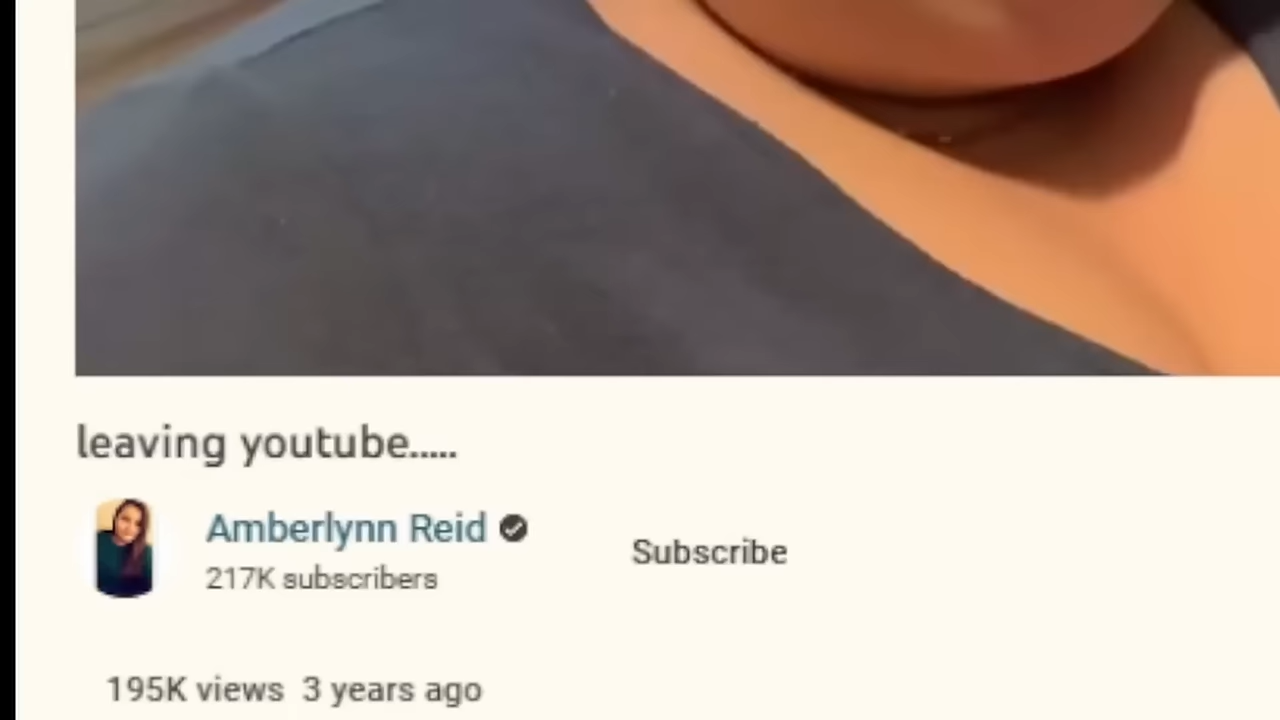 leaving youtube.....
Amberlynn Reid
Subscribe
217K subscribers
195K views 3 years ago